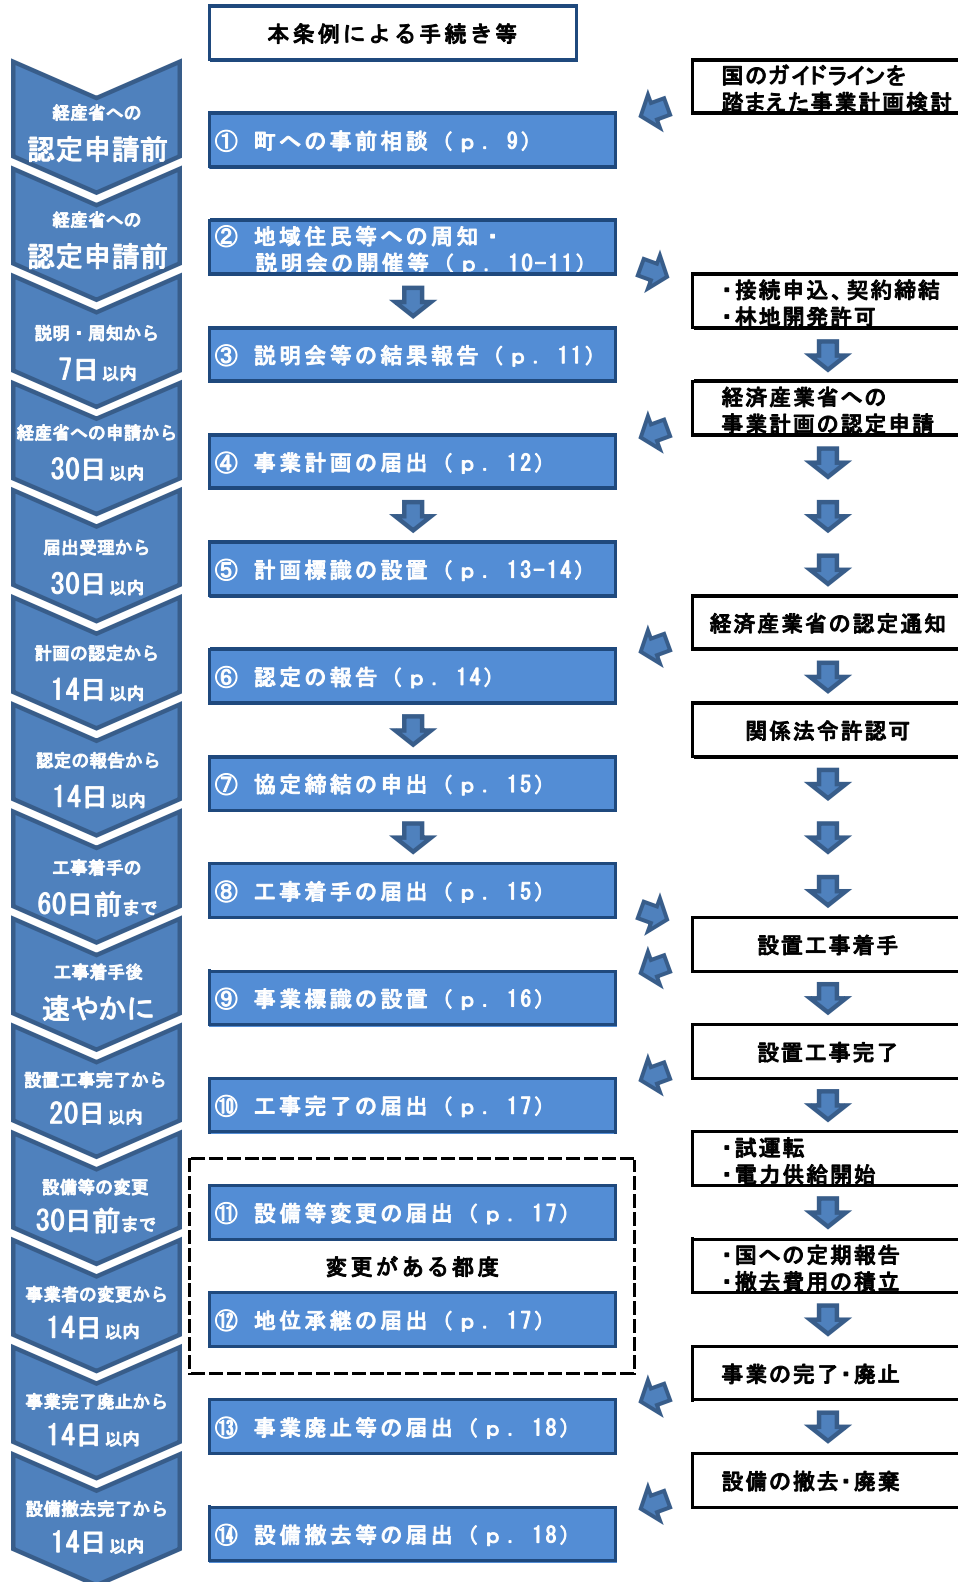 本条例による手続き等
国のガイドラインを
踏まえた事業計画検討
経産省への
認定申請前
① 町への事前相談（p. 9）
経産省への
認定申請前
② 地域住民等への周知・
説明会の開催等（p. 10-11）
・接続申込、契約締結
・林地開発許可
説明・周知から
7日以内
③ 説明会等の結果報告（p. 11）
経済産業省への
事業計画の認定申請
経産省への申請から
30日以内
④ 事業計画の届出（p. 12）
届出受理から
30日以内
⑤ 計画標識の設置（p. 13-14）
経済産業省の認定通知
計画の認定から
14日以内
⑥ 認定の報告（p. 14）
関係法令許認可
認定の報告から
14日以内
⑦ 協定締結の申出（p. 15）
工事着手の
60日前まで
⑧ 工事着手の届出（p. 15）
設置工事着手
工事着手後
速やかに
⑨ 事業標識の設置（p. 16）
設置工事完了
設置工事完了から
20日以内
⑩ 工事完了の届出（p. 17）
・試運転
・電力供給開始
設備等の変更
30日前まで
⑪ 設備等変更の届出（p. 17）
変更がある都度
・国への定期報告
・撤去費用の積立
事業者の変更から
14日以内
⑫ 地位承継の届出（p. 17）
事業の完了・廃止
事業完了廃止から
14日以内
⑬ 事業廃止等の届出（p. 18）
設備の撤去・廃棄
設備撤去完了から
14日以内
⑭ 設備撤去等の届出（p. 18）